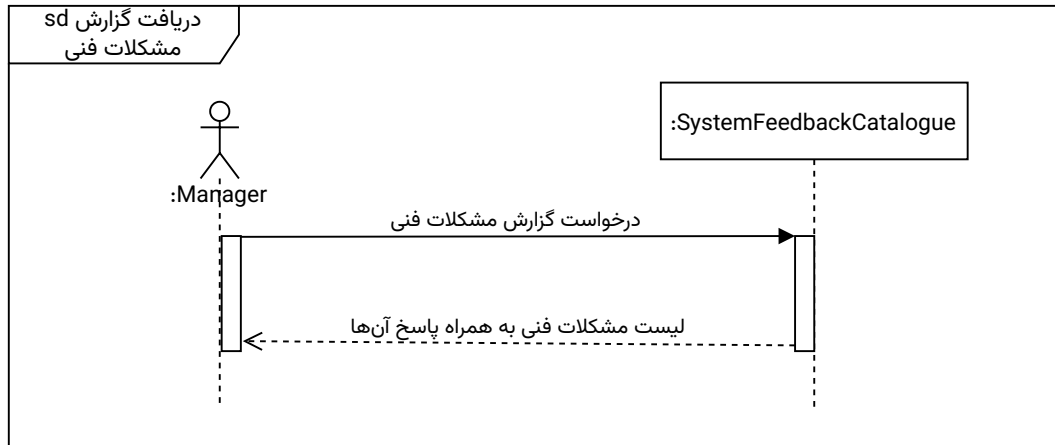 sd دریافت گزارش
مشکلات فنی
:SystemFeedbackCatalogue
:Manager
درخواست گزارش مشکلات فنی
لیست مشکلات فنی به همراه پاسخ آن‌ها